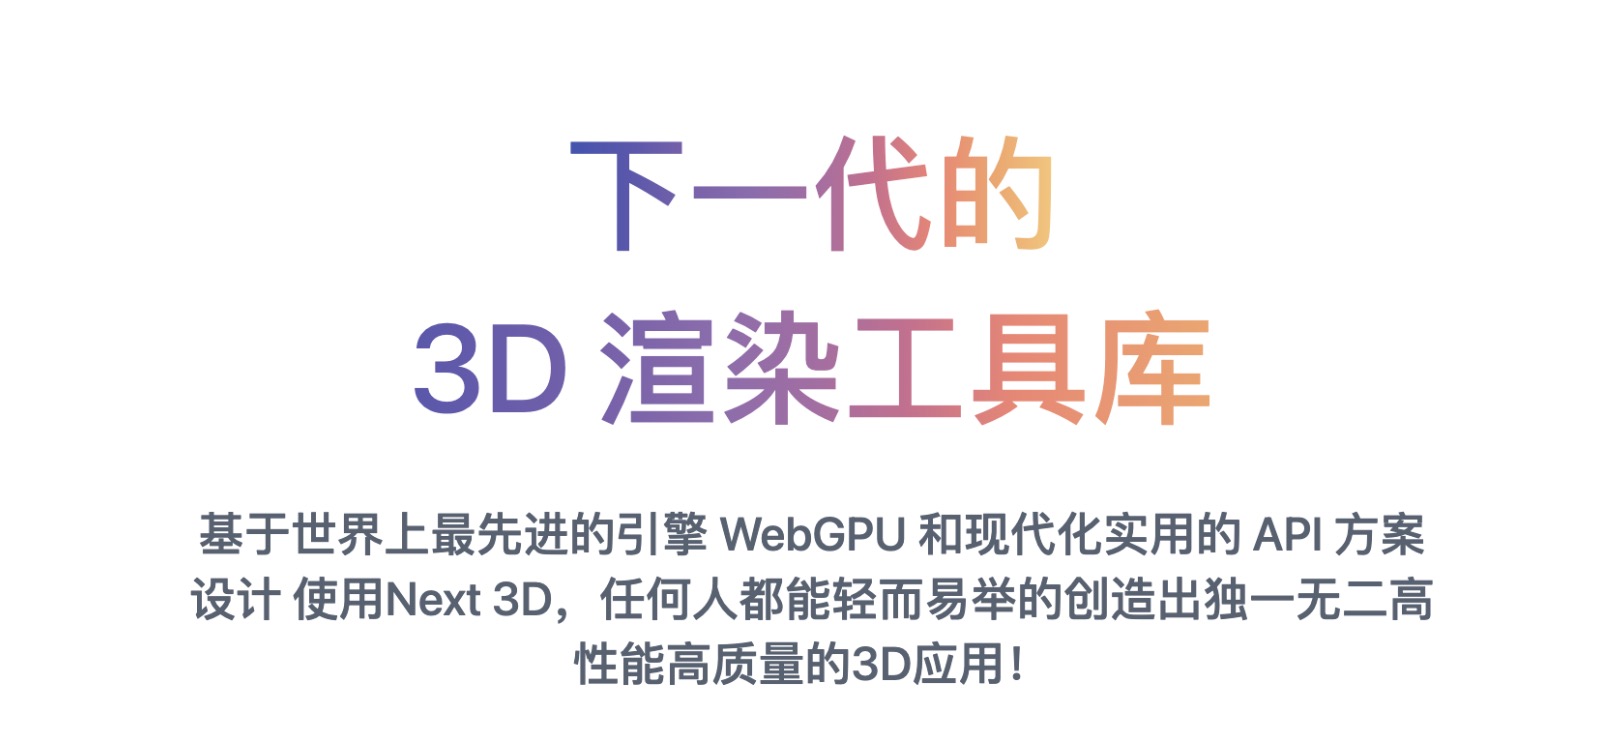 下一代的
3D 渲染工具库
基于世界上最先进的引擎 WebGPU 和现代化实用的 API 方案
设计 使用Next 3D，任何人都能轻而易举的创造出独一无二高
性能高质量的3D应用！